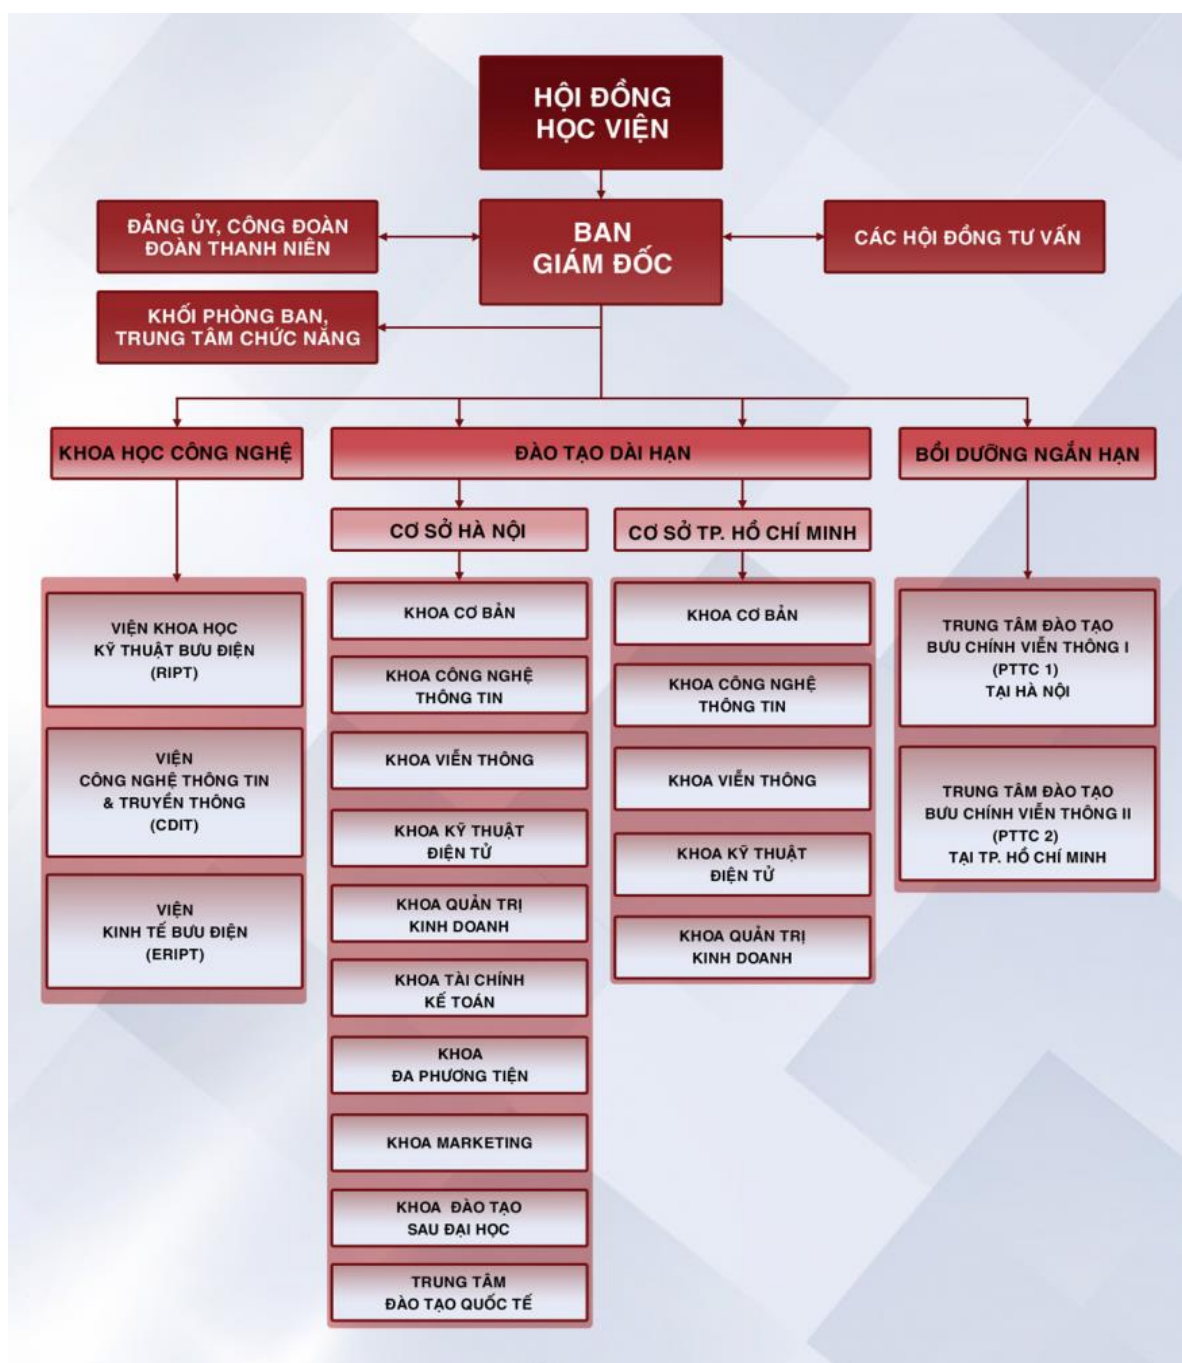 HỘI ĐỒNG
HỌC VIỆN
ĐẢNG ỦY, CÔNG ĐOÀN
ĐOÀN THANH NIÊN
BAN
GIÁM ĐỐC
CÁC HỘI ĐỒNG TƯ VẤN
KHỐI PHÒNG BAN,
TRUNG TÂM CHỨC NĂNG
KHOA HỌC CÔNG NGHỆ
ĐÀO TẠO DÀI HẠN
BỒI DƯỠNG NGẮN HẠN
CƠ SỞ HÀ NỘI
CƠ SỞ TP. HỒ CHÍ MINH
VIỆN KHOA HỌC
KỸ THUẬT BƯU ĐIỆN
(RIPT)
VIỆN
CÔNG NGHỆ THÔNG TIN
& TRUYỀN THÔNG
(CDIT)
VIỆN
KINH TẾ BƯU ĐIỆN
(ERIPT)
KHOA CƠ BẢN
KHOA CÔNG NGHỆ
THÔNG TIN
KHOA VIỄN THÔNG
KHOA KỸ THUẬT
ĐIỆN TỬ
KHOA QUẢN TRỊ
KINH DOANH
KHOA TÀI CHÍNH
KẾ TOÁN
KHOA
ĐA PHƯƠNG TIỆN
KHOA MARKETING
KHOA ĐÀO TẠO
SAU ĐẠI HỌC
TRUNG TÂM
ĐÀO TẠO QUỐC TẾ
KHOA CƠ BẢN
KHOA CÔNG NGHỆ
THÔNG TIN
KHOA VIỄN THÔNG
KHOA KỸ THUẬT
ĐIỆN TỬ
KHOA QUẢN TRỊ
KINH DOANH
TRUNG TÂM ĐÀO TẠO
BƯU CHÍNH VIỄN THÔNG I
(PTTC 1)
TẠI HÀ NỘI
TRUNG TÂM ĐÀO TẠO
BƯU CHÍNH VIỄN THÔNG II
(PTTC 2)
TẠI TP. HỒ CHÍ MINH